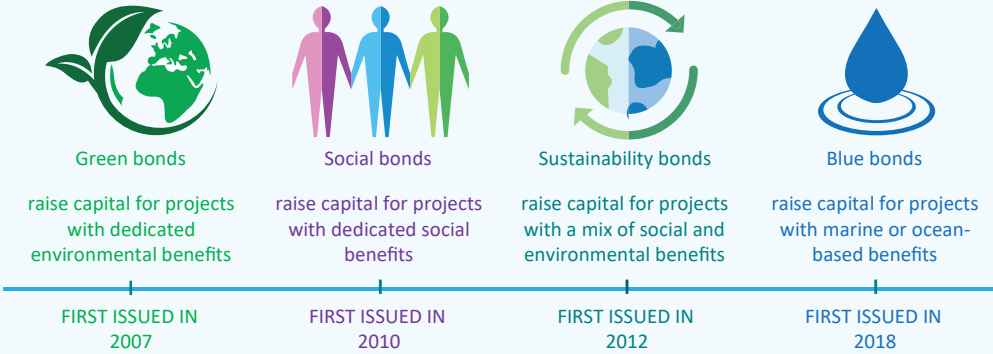 Green bonds
raise capital for projects
with dedicated
environmental benefits
FIRST ISSUED IN
2007
Social bonds
raise capital for projects
with dedicated social
benefits
FIRST ISSUED IN
2010
Sustainability bonds
raise capital for projects
with a mix of social and
environmental benefits
FIRST ISSUED IN
2012
Blue bonds
raise capital for projects
with marine or ocean-
based benefits
FIRST ISSUED IN
2018